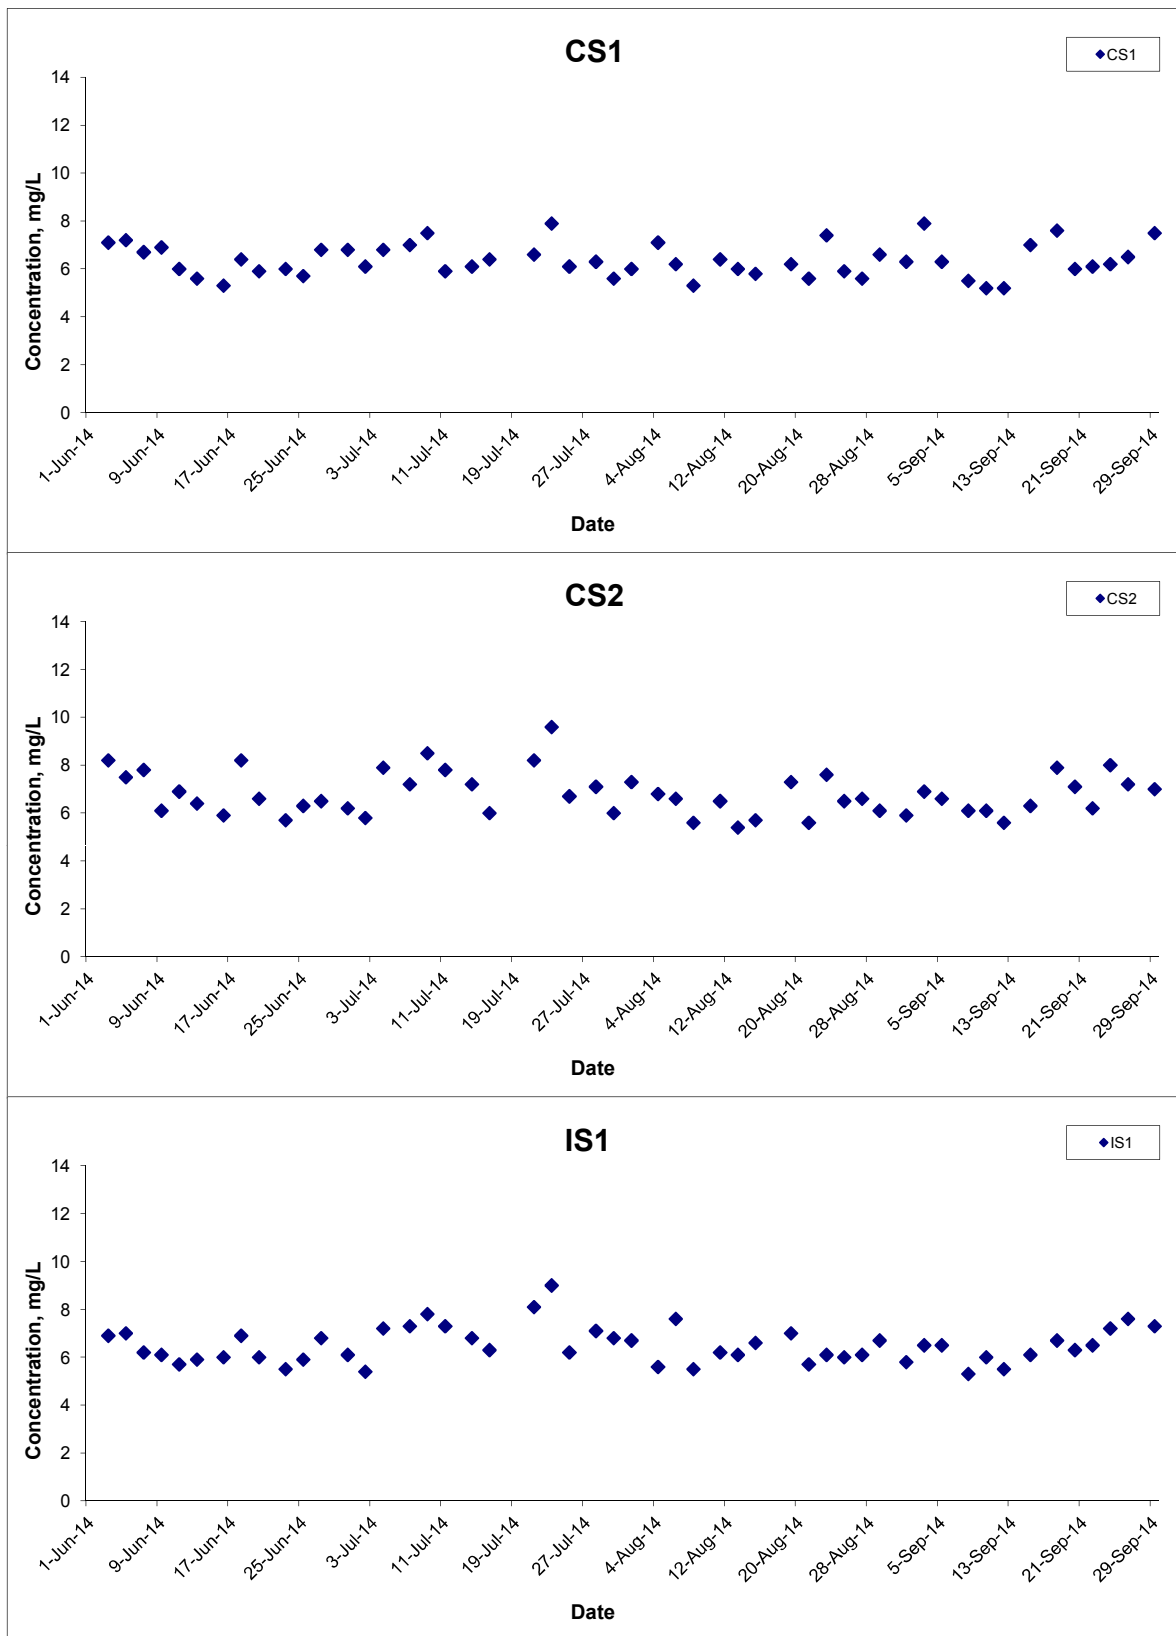 CS1
CS1
14
12
10
8
6
4
2
0
Concentration, mg/L
1-Jun-14
9-Jun-14
17-Jun-14
25-Jun-14
3-Jul-14
11-Jul-14
19-Jul-14
27-Jul-14
4-Aug-14
12-Aug-14
20-Aug-14
28-Aug-14
5-Sep-14
13-Sep-14
21-Sep-14
29-Sep-14
Date
CS2
CS2
14
12
10
8
6
4
2
0
Concentration, mg/L
1-Jun-14
9-Jun-14
17-Jun-14
25-Jun-14
3-Jul-14
11-Jul-14
19-Jul-14
27-Jul-14
4-Aug-14
12-Aug-14
20-Aug-14
28-Aug-14
5-Sep-14
13-Sep-14
21-Sep-14
29-Sep-14
Date
IS1
IS1
14
12
10
8
6
4
2
0
Concentration, mg/L
1-Jun-14
9-Jun-14
17-Jun-14
25-Jun-14
3-Jul-14
11-Jul-14
19-Jul-14
27-Jul-14
4-Aug-14
12-Aug-14
20-Aug-14
28-Aug-14
5-Sep-14
13-Sep-14
21-Sep-14
29-Sep-14
Date